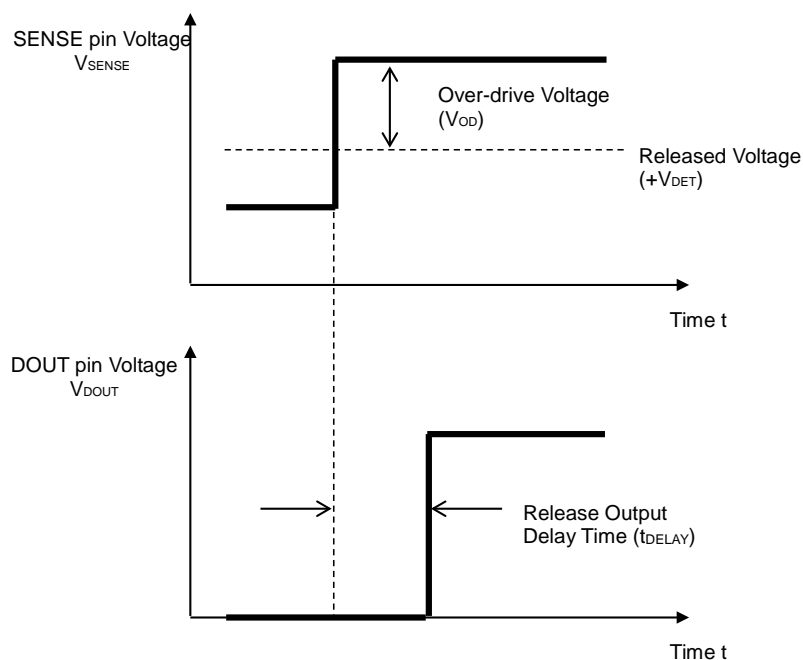 SENSE pin Voltage
VSENSE
Over-drive Voltage
(VOD)
Released Voltage
(+VDET)
Time t
DOUT pin Voltage
VDOUT
Release Output
Delay Time (tDELAY)
Time t